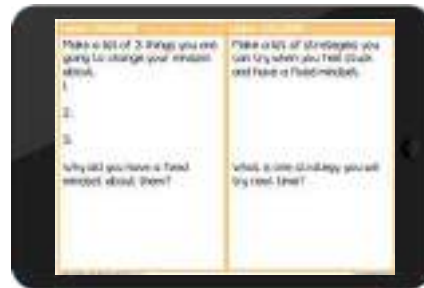 Make a list of 3 things you are
going to change your mindset
about.
1.
2.
3.
Why did you have a fixed
mindset about them?
Make a list of strategies you
can try when you feel stuck
and have a fixed mindset.
What is one strategy you will
try next time?